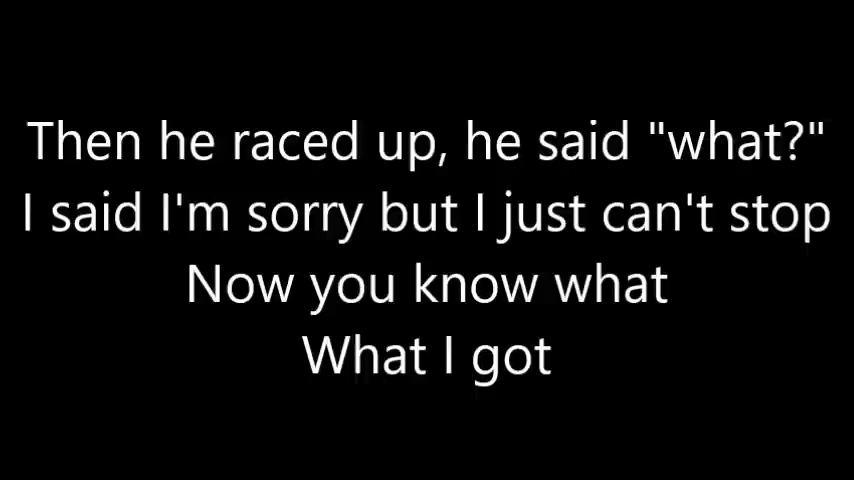 Then he raced up, he said "what?"
I said I'm sorry but I just can't stop
Now you know what
What I got